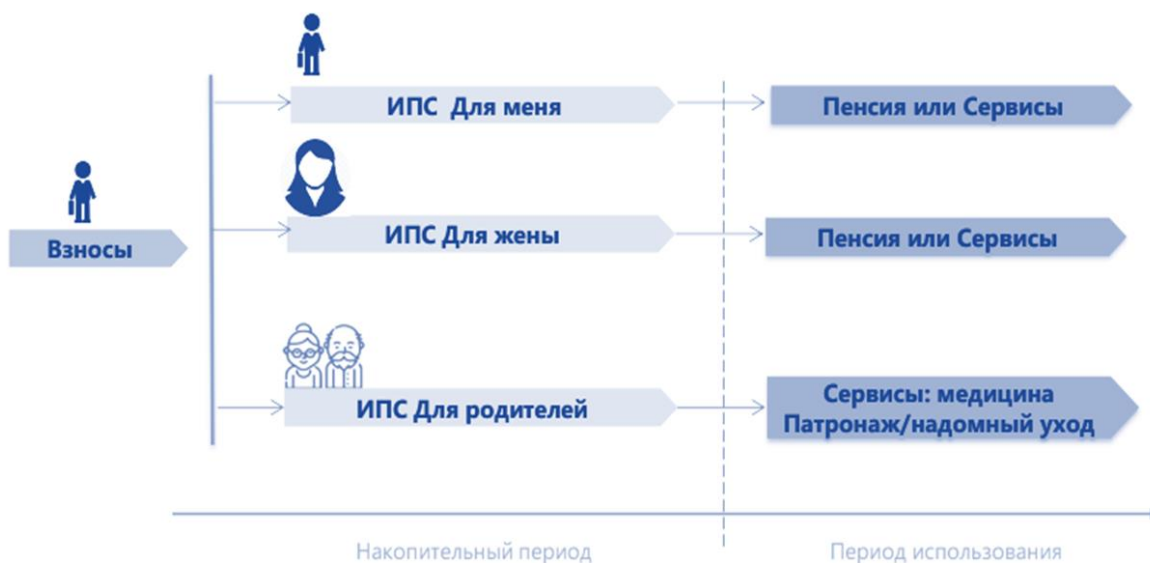 ИПС Для меня
Пенсия или Сервисы
Взносы
ИПС Для жены
Пенсия или Сервисы
ИПС Для родителей
Сервисы: медицина
Патронаж/надомный уход
Накопительный период
Период использования